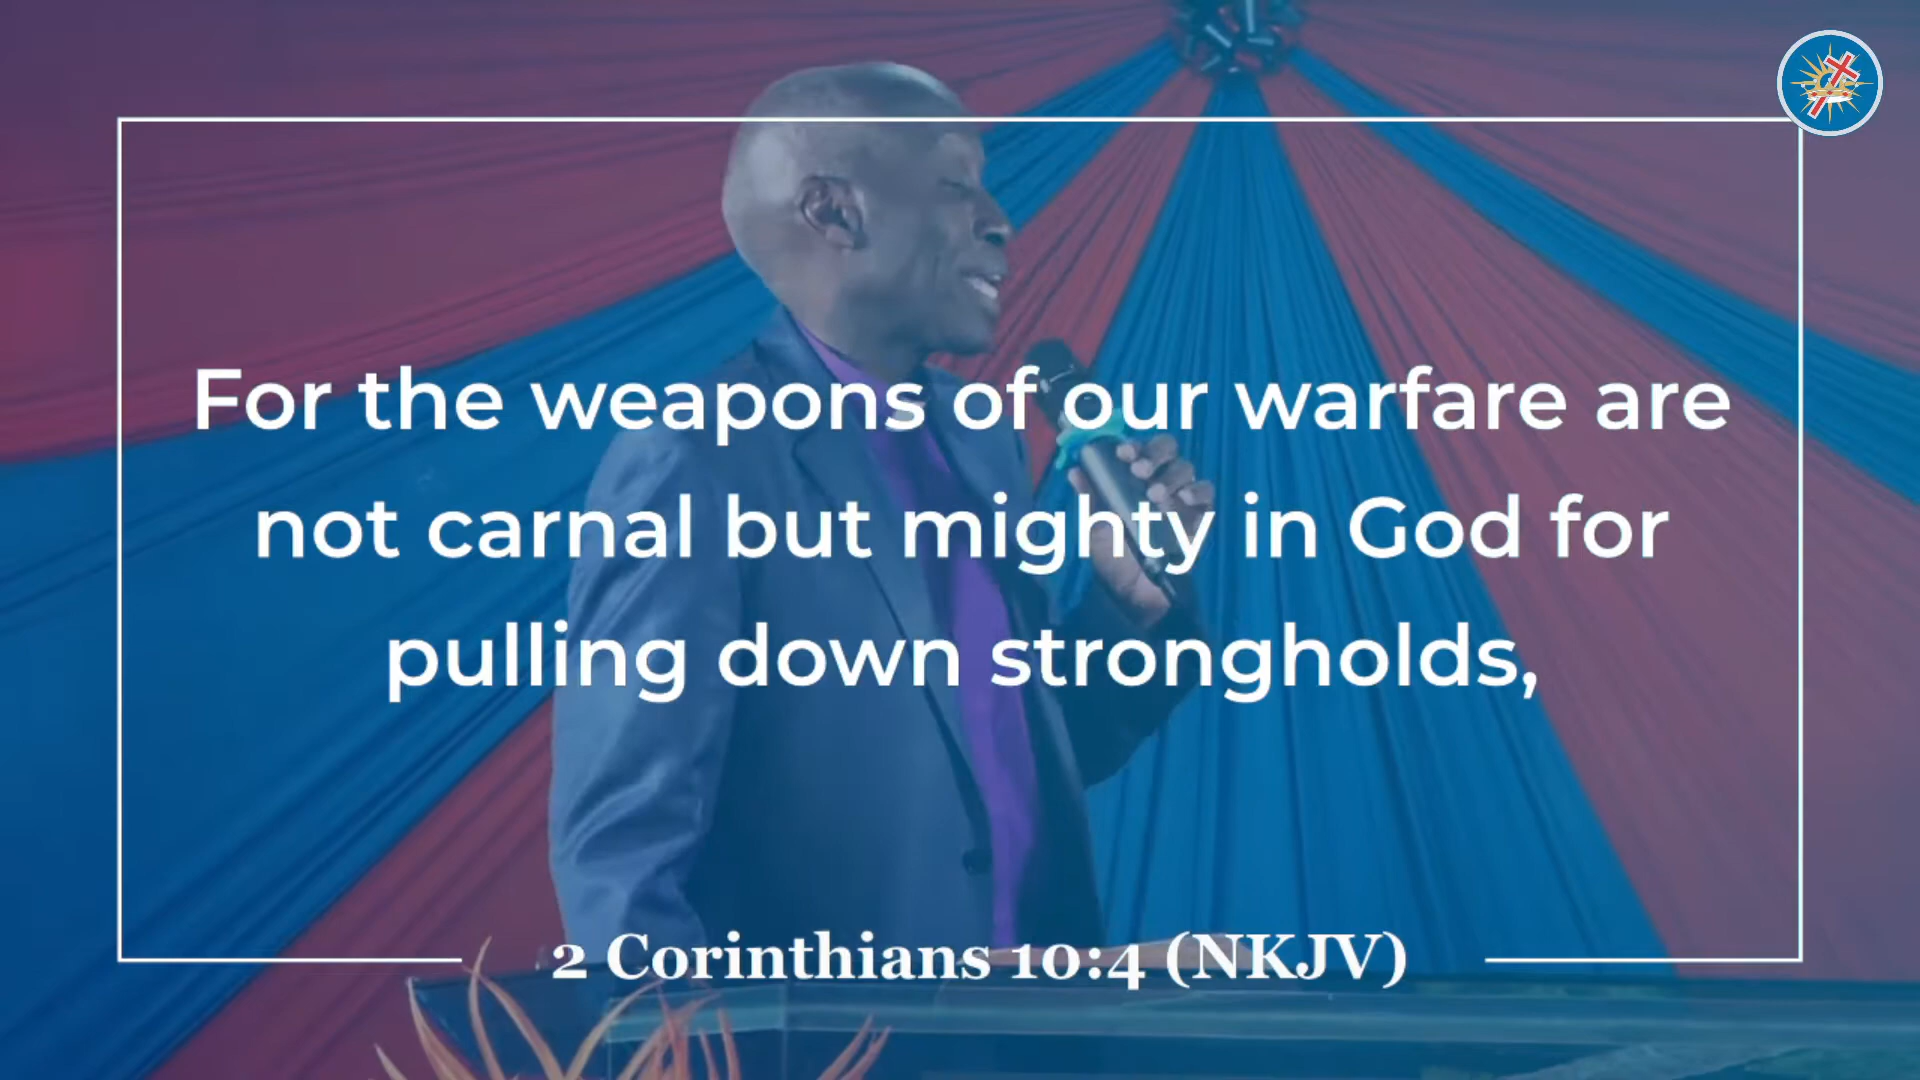 For the weapons of our warfare are
not carnal but mighty in God for
pulling down strongholds,
2 Corinthians 10:4 (NKJV)